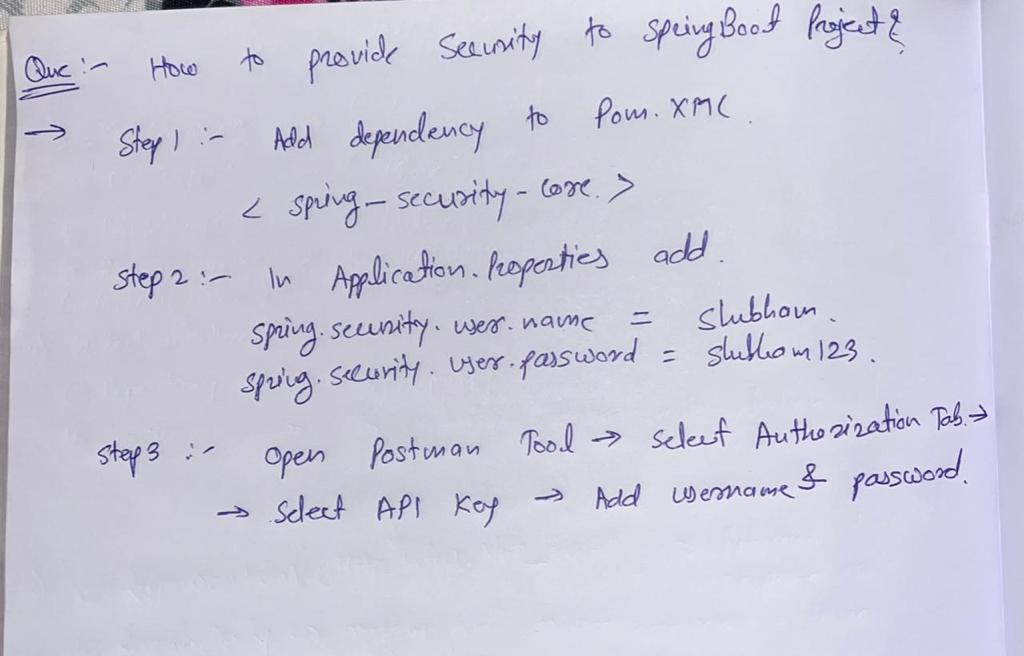 Que :- How to provide Security to SpringBoot Project?
→ Step 1 :- Add dependency to Pom.XML.
< spring-security-core. >
Step 2 :- In Application.Properties add.
spring.security.user.name = shubham.
spring.security.user.password = shubham123.
Step 3 :- Open Postman Tool → Select Authorization Tab. →
→ Select API Key → Add username & password.